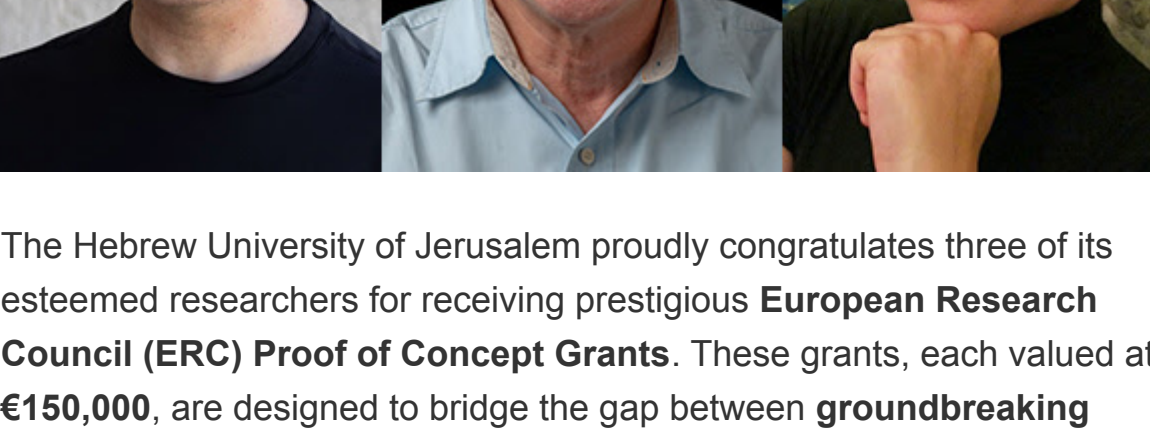 The Hebrew University of Jerusalem proudly congratulates three of its
esteemed researchers for receiving prestigious European Research
Council (ERC) Proof of Concept Grants. These grants, each valued at
€150,000, are designed to bridge the gap between groundbreaking